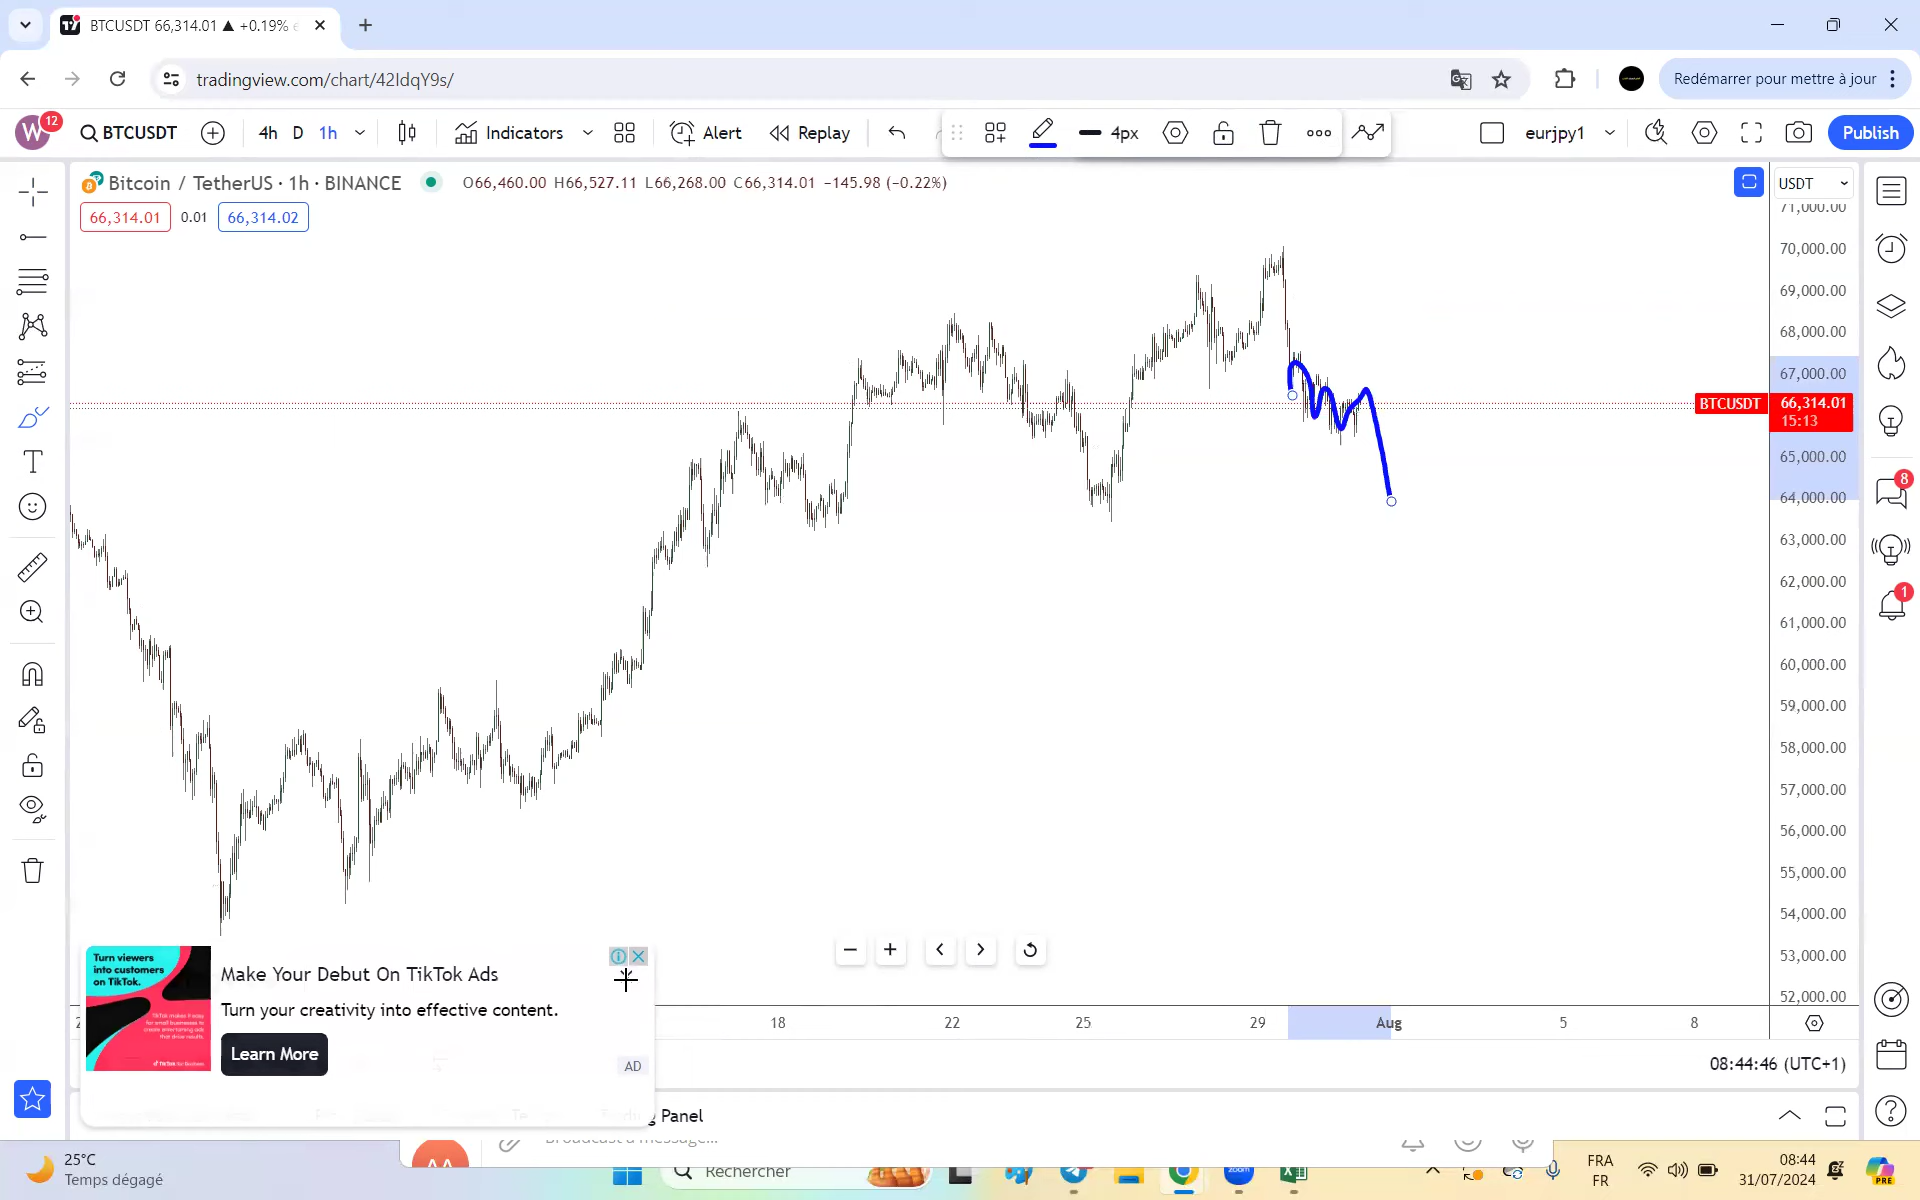 BTCUSDT 66,314.01 ▲ +0.19%
tradingview.com/chart/42IdqY9s/
Redémarrer pour mettre à jour
W 12 BTCUSDT 4h D 1h Indicators Alert Replay 4px eurjpy1 Publish
Bitcoin / TetherUS · 1h · BINANCE O66,460.00 H66,527.11 L66,268.00 C66,314.01 −145.98 (−0.22%)
USDT
66,314.01 0.01 66,314.02
71,000.00
70,000.00
69,000.00
68,000.00
67,000.00
BTCUSDT 66,314.01
15:13
65,000.00
64,000.00
63,000.00
62,000.00
61,000.00
60,000.00
59,000.00
58,000.00
57,000.00
56,000.00
55,000.00
54,000.00
53,000.00
52,000.00
8
1
Turn viewers
into customers
on TikTok.
Make Your Debut On TikTok Ads
Turn your creativity into effective content.
Learn More
AD
18 22 25 29 Aug 5 8
08:44:46 (UTC+1)
Panel
Broadcast a message...
AA
25°C
Temps dégagé
Rechercher
zoom
FRA
FR
08:44
31/07/2024
PRE